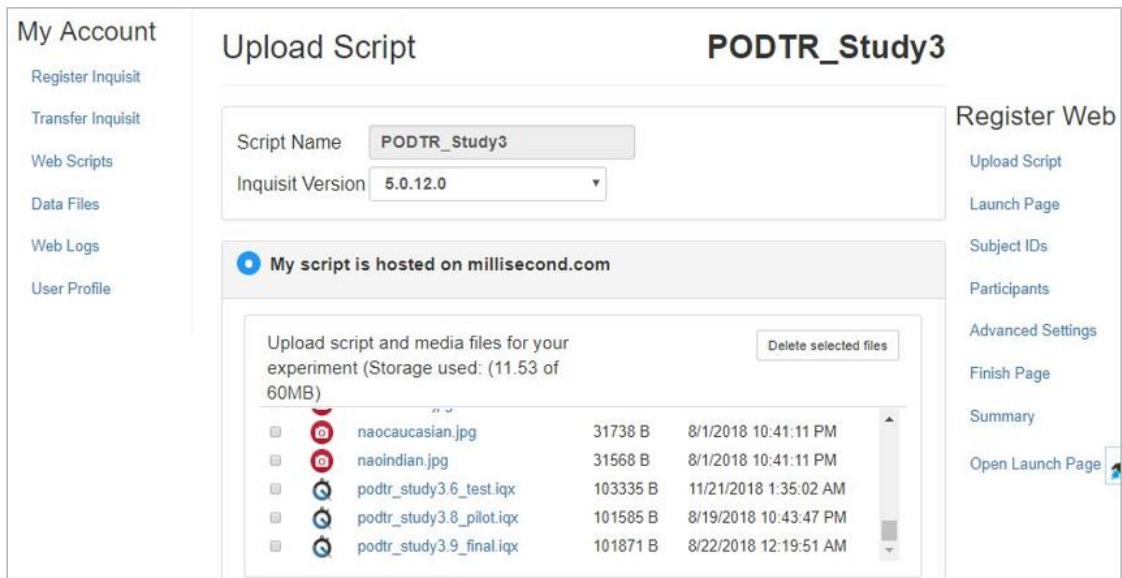 My Account
Register Inquisit
Transfer Inquisit
Web Scripts
Data Files
Web Logs
User Profile
Upload Script
PODTR_Study3
Script Name PODTR_Study3
Inquisit Version 5.0.12.0
My script is hosted on millisecond.com
Upload script and media files for your
experiment (Storage used: (11.53 of
60MB)
Delete selected files
naocaucasian.jpg 31738 B 8/1/2018 10:41:11 PM
naoindian.jpg 31568 B 8/1/2018 10:41:11 PM
podtr_study3.6_test.iqx 103335 B 11/21/2018 1:35:02 AM
podtr_study3.8_pilot.iqx 101585 B 8/19/2018 10:43:47 PM
podtr_study3.9_final.iqx 101871 B 8/22/2018 12:19:51 AM
Register Web
Upload Script
Launch Page
Subject IDs
Participants
Advanced Settings
Finish Page
Summary
Open Launch Page